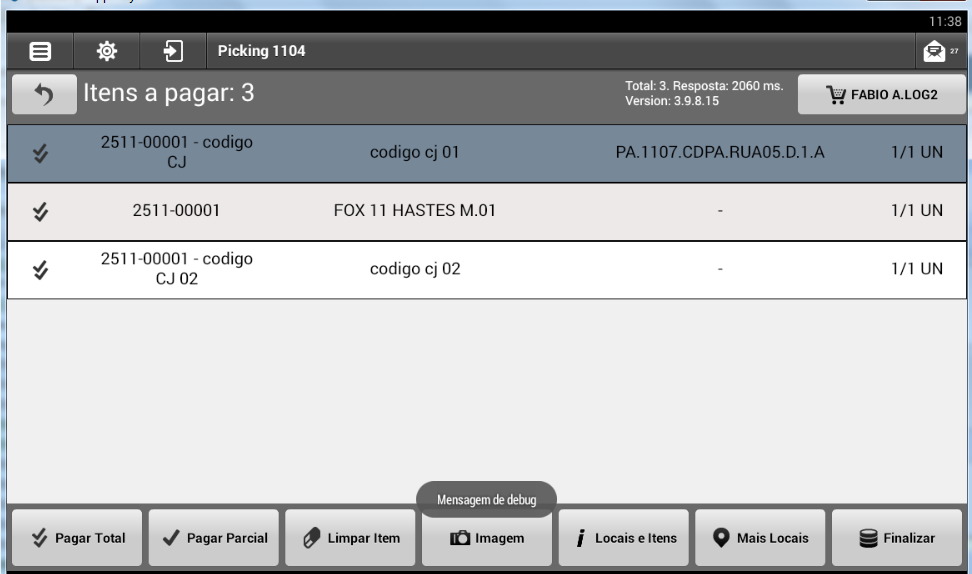 11:38
Picking 1104
27
Itens a pagar: 3
Total: 3. Resposta: 2060 ms.
Version: 3.9.8.15
FABIO A.LOG2
2511-00001 - codigo
CJ
codigo cj 01
PA.1107.CDPA.RUA05.D.1.A
1/1 UN
2511-00001
FOX 11 HASTES M.01
-
1/1 UN
2511-00001 - codigo
CJ 02
codigo cj 02
-
1/1 UN
Mensagem de debug
Pagar Total
Pagar Parcial
Limpar Item
Imagem
Locais e Itens
Mais Locais
Finalizar